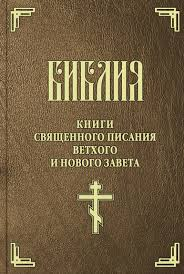 БИБЛИЯ
КНИГИ
СВЯЩЕННОГО ПИСАНИЯ
ВЕТХОГО
И НОВОГО ЗАВЕТА